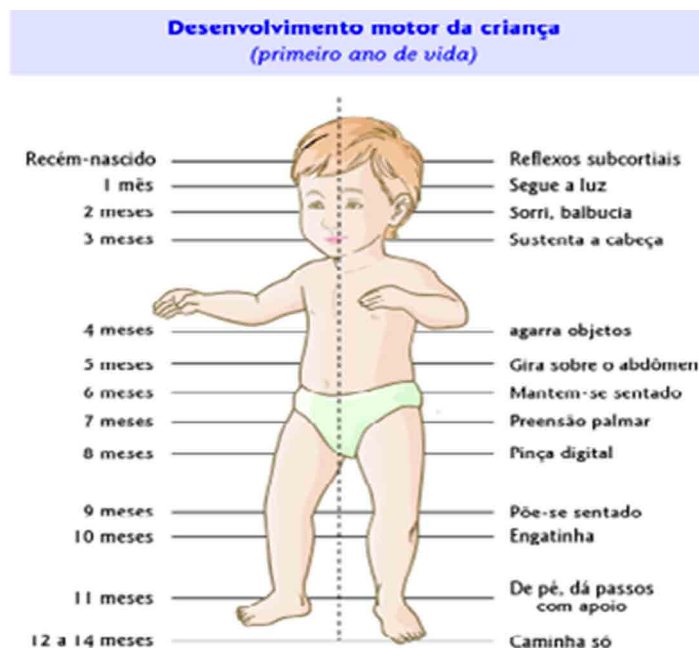 Desenvolvimento motor da criança
(primeiro ano de vida)
Recém-nascido Reflexos subcortiais
1 mês Segue a luz
2 meses Sorri, balbucia
3 meses Sustenta a cabeça
4 meses agarra objetos
5 meses Gira sobre o abdômen
6 meses Mantem-se sentado
7 meses Preensão palmar
8 meses Pinça digital
9 meses Põe-se sentado
10 meses Engatinha
11 meses De pé, dá passos
com apoio
12 a 14 meses Caminha só